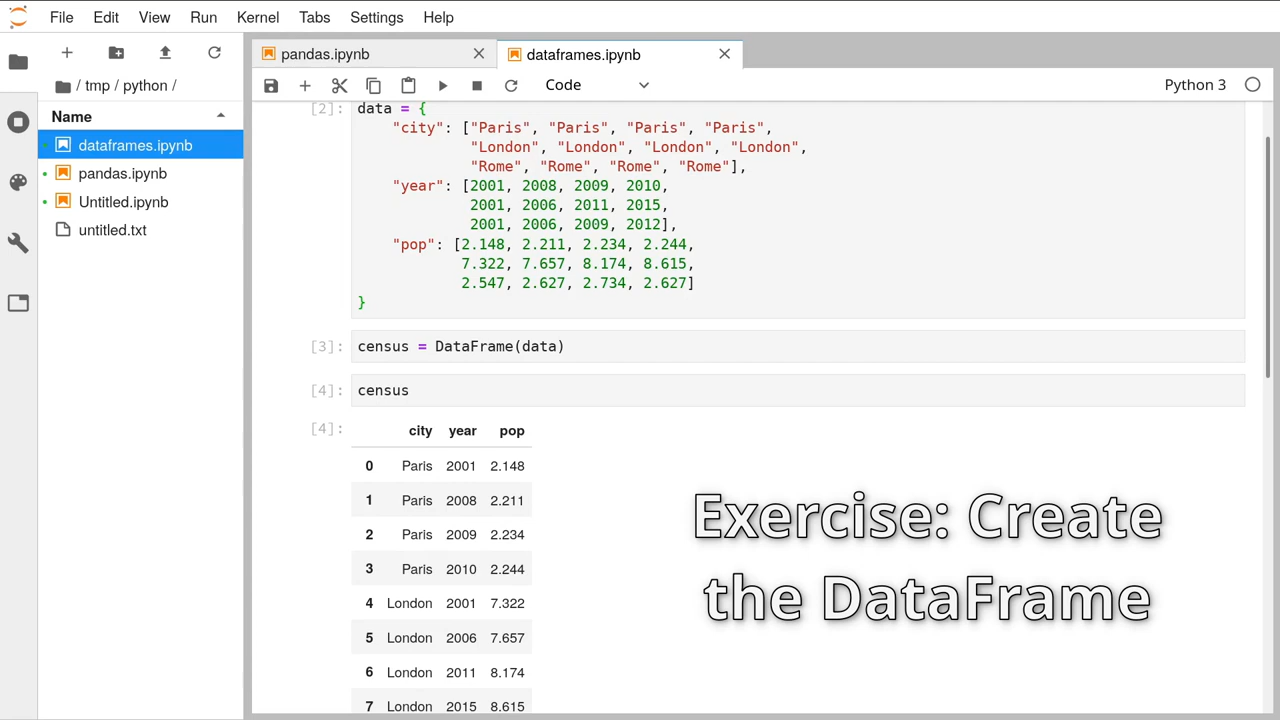 File Edit View Run Kernel Tabs Settings Help
pandas.ipynb
dataframes.ipynb
/ tmp / python /
Code
Python 3
Name
dataframes.ipynb
pandas.ipynb
Untitled.ipynb
untitled.txt
[2]: data = {
"city": ["Paris", "Paris", "Paris", "Paris",
"London", "London", "London", "London",
"Rome", "Rome", "Rome", "Rome"],
"year": [2001, 2008, 2009, 2010,
2001, 2006, 2011, 2015,
2001, 2006, 2009, 2012],
"pop": [2.148, 2.211, 2.234, 2.244,
7.322, 7.657, 8.174, 8.615,
2.547, 2.627, 2.734, 2.627]
}
[3]: census = DataFrame(data)
[4]: census
[4]: city year pop
0 Paris 2001 2.148
1 Paris 2008 2.211
2 Paris 2009 2.234
3 Paris 2010 2.244
4 London 2001 7.322
5 London 2006 7.657
6 London 2011 8.174
7 London 2015 8.615
Exercise: Create
the DataFrame